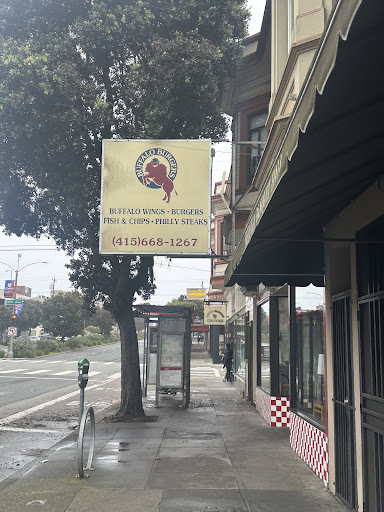 BUFFALO BURGERS
BUFFALO WINGS • BURGERS
FISH & CHIPS • PHILLY STEAKS
(415)668-1267